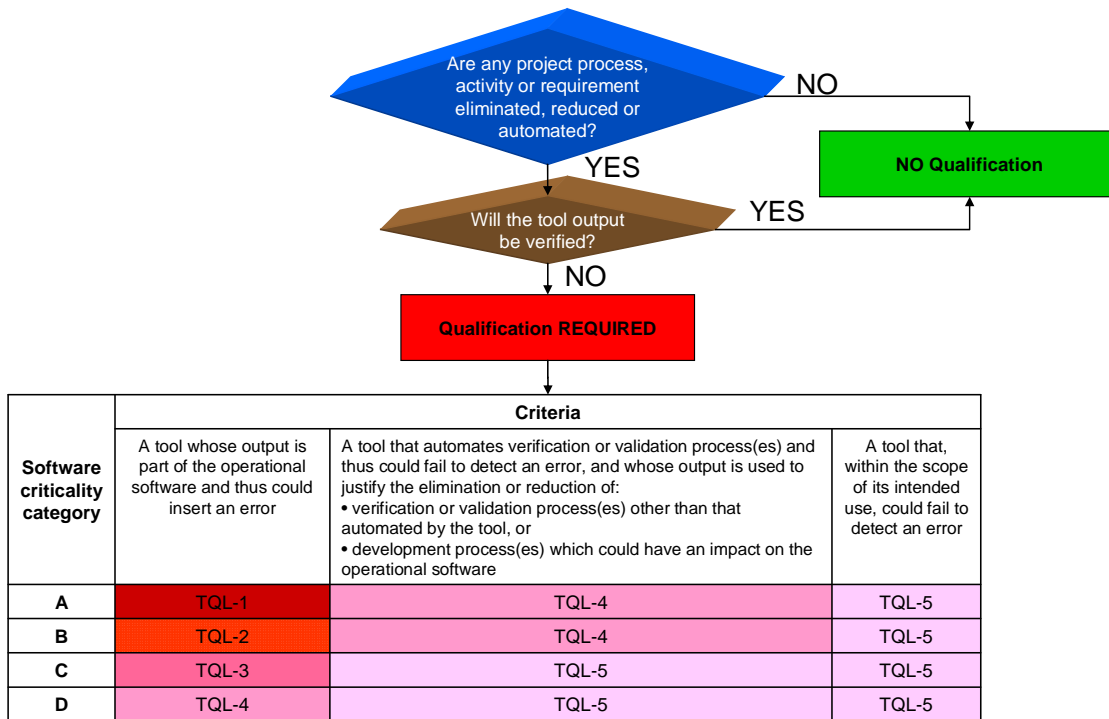 Are any project process,
activity or requirement
eliminated, reduced or
automated?
NO
NO Qualification
YES
Will the tool output
be verified?
YES
NO
Qualification REQUIRED
Software
criticality
category
Criteria
A tool whose output is
part of the operational
software and thus could
insert an error
A tool that automates verification or validation process(es) and
thus could fail to detect an error, and whose output is used to
justify the elimination or reduction of:
• verification or validation process(es) other than that
automated by the tool, or
• development process(es) which could have an impact on the
operational software
A tool that,
within the scope
of its intended
use, could fail to
detect an error
A TQL-1 TQL-4 TQL-5
B TQL-2 TQL-4 TQL-5
C TQL-3 TQL-5 TQL-5
D TQL-4 TQL-5 TQL-5